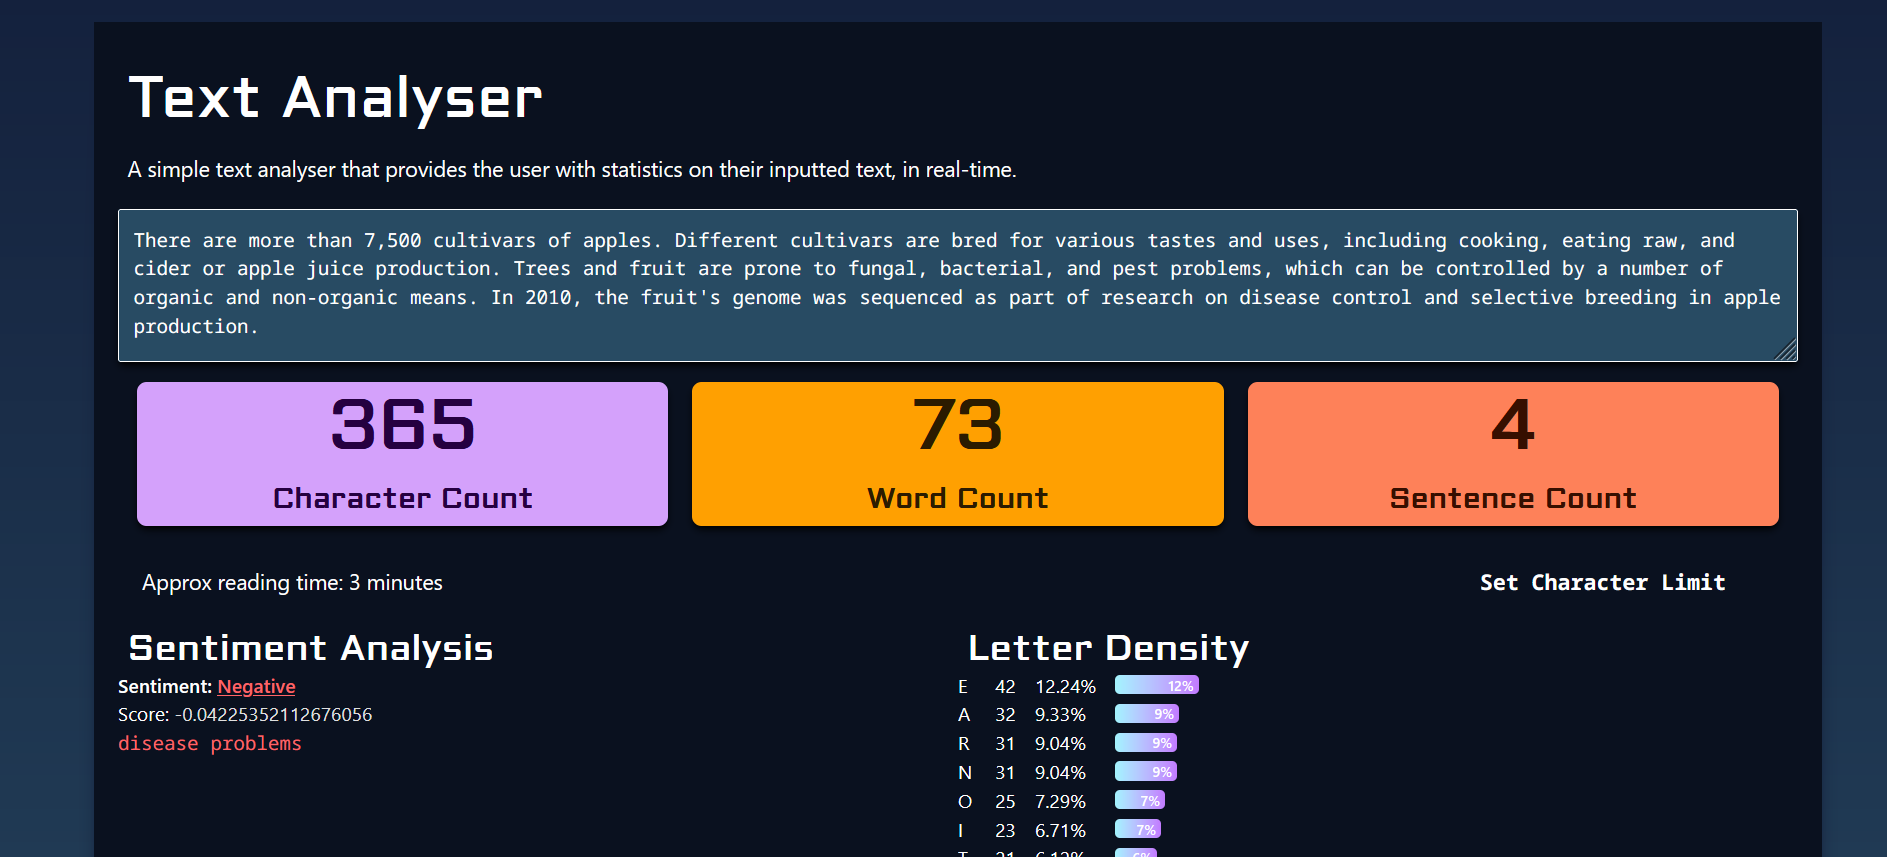 Text Analyser
A simple text analyser that provides the user with statistics on their inputted text, in real-time.
There are more than 7,500 cultivars of apples. Different cultivars are bred for various tastes and uses, including cooking, eating raw, and
cider or apple juice production. Trees and fruit are prone to fungal, bacterial, and pest problems, which can be controlled by a number of
organic and non-organic means. In 2010, the fruit's genome was sequenced as part of research on disease control and selective breeding in apple
production.
365
Character Count
73
Word Count
4
Sentence Count
Approx reading time: 3 minutes
Set Character Limit
Sentiment Analysis
Sentiment: Negative
Score: -0.04225352112676056
disease problems
Letter Density
E 42 12.24% 12%
A 32 9.33% 9%
R 31 9.04% 9%
N 31 9.04% 9%
O 25 7.29% 7%
I 23 6.71% 7%